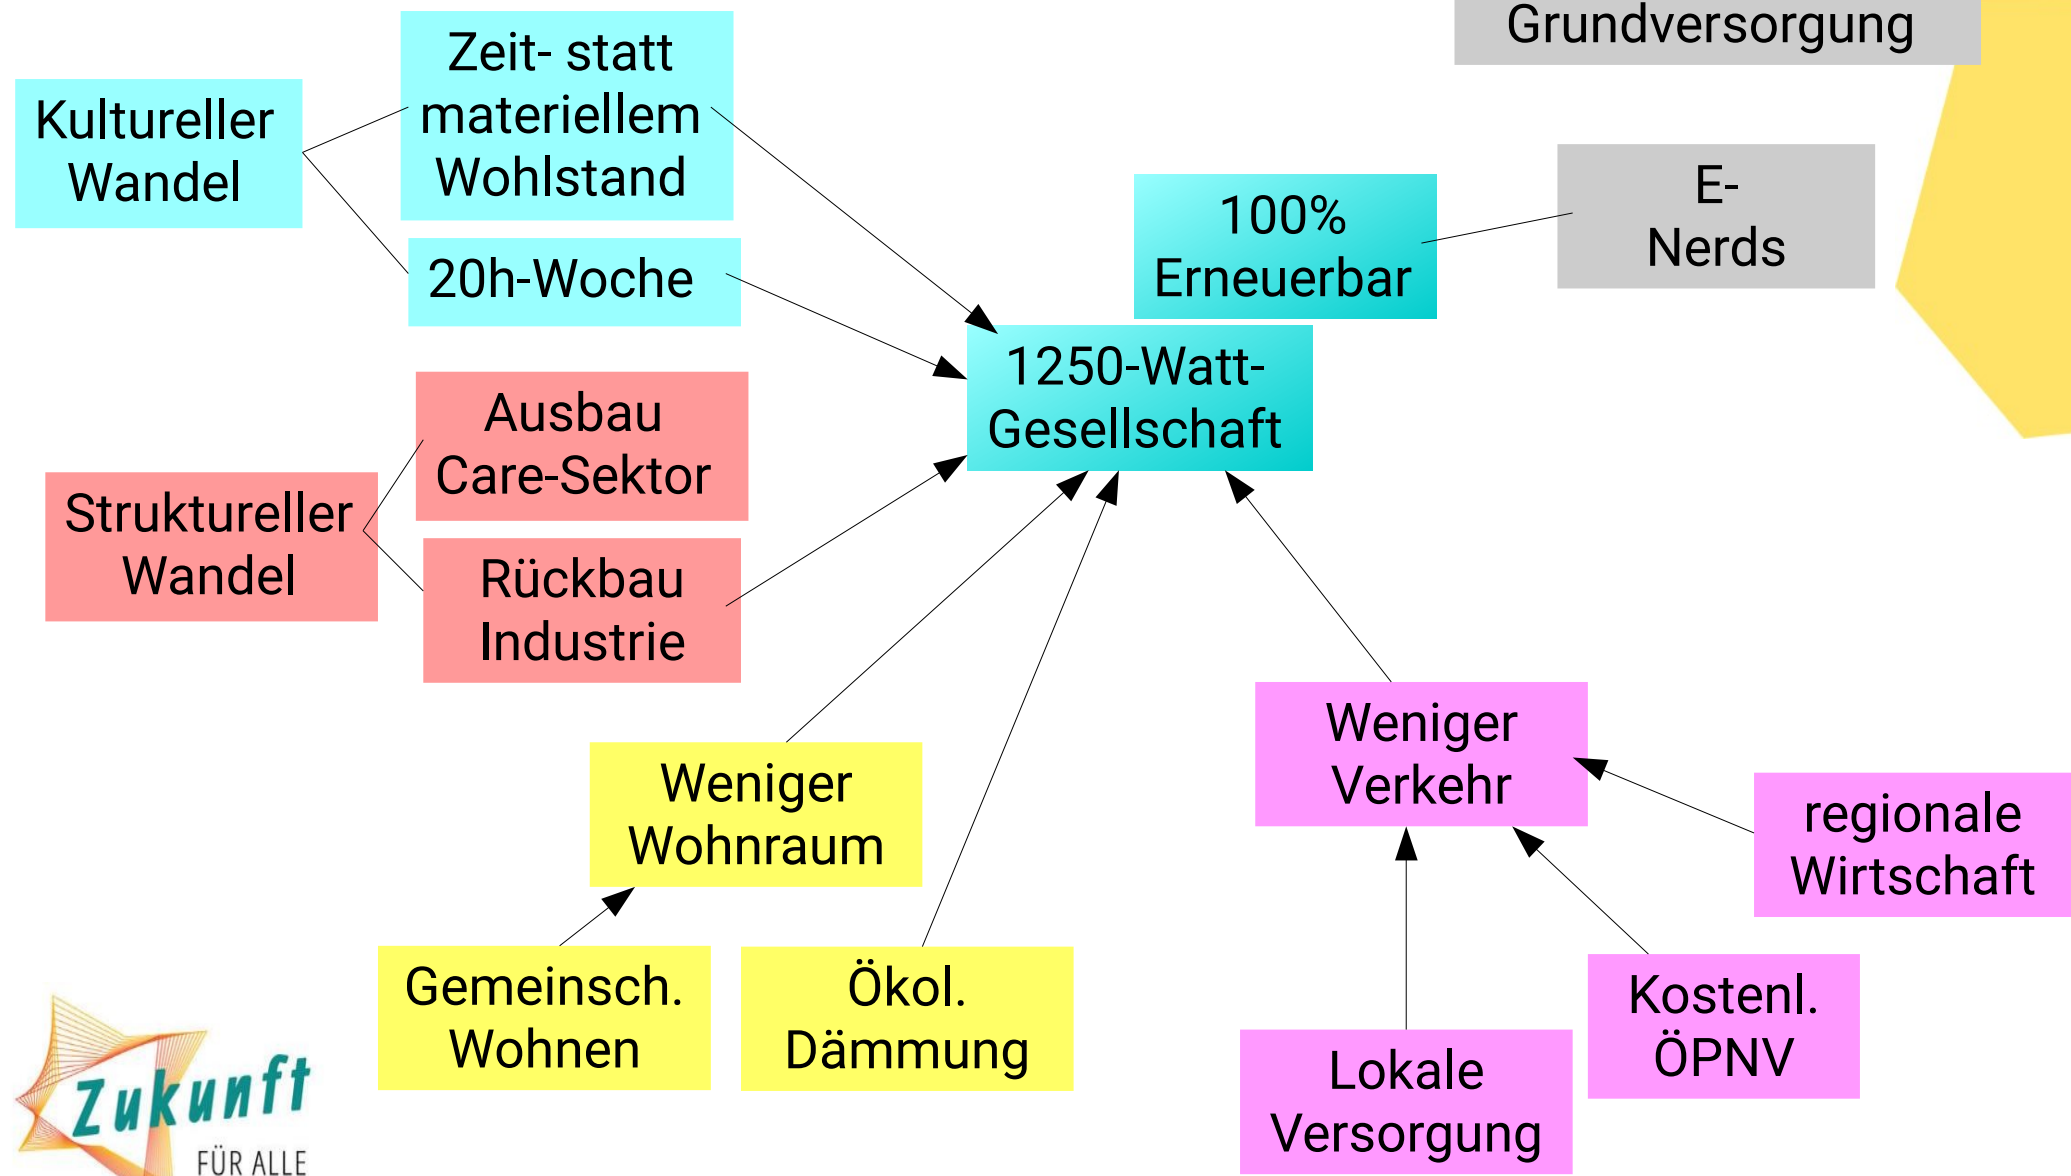 Grundversorgung
Zeit- statt
materiellem
Wohlstand
Kultureller
Wandel
20h-Woche
100%
Erneuerbar
E-
Nerds
1250-Watt-
Gesellschaft
Ausbau
Care-Sektor
Struktureller
Wandel
Rückbau
Industrie
Weniger
Wohnraum
Weniger
Verkehr
regionale
Wirtschaft
Gemeinsch.
Wohnen
Ökol.
Dämmung
Kostenl.
ÖPNV
Lokale
Versorgung
Zukunft
FÜR ALLE